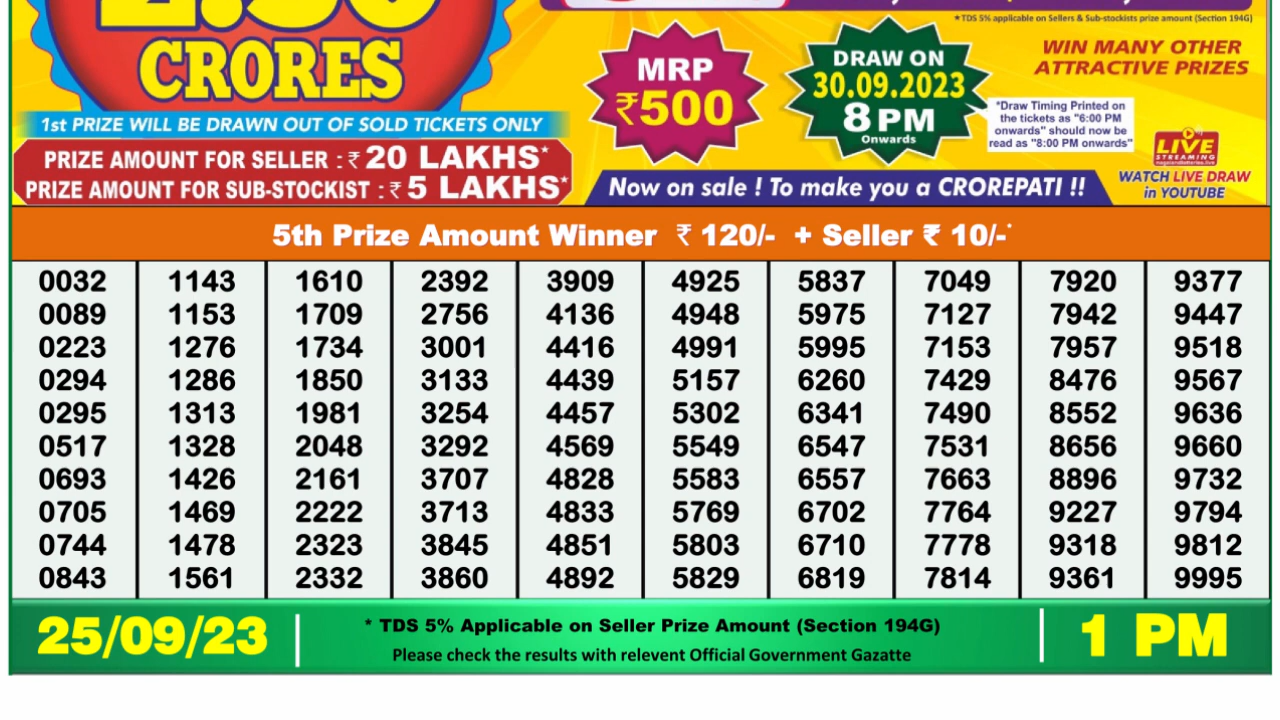 CRORES
1st PRIZE WILL BE DRAWN OUT OF SOLD TICKETS ONLY
PRIZE AMOUNT FOR SELLER : ₹ 20 LAKHS*
PRIZE AMOUNT FOR SUB-STOCKIST : ₹ 5 LAKHS*
★TDS 5% applicable on Sellers & Sub-stockists prize amount (Section 194G)
MRP
₹500
DRAW ON
30.09.2023
8 PM
Onwards
WIN MANY OTHER
ATTRACTIVE PRIZES
*Draw Timing Printed on
the tickets as "6:00 PM
onwards" should now be
read as "8:00 PM onwards"
LIVE
STREAMING
WATCH LIVE DRAW
in YOUTUBE
Now on sale ! To make you a CROREPATI !!
5th Prize Amount Winner ₹ 120/- + Seller ₹ 10/-*
0032 1143 1610 2392 3909 4925 5837 7049 7920 9377
0089 1153 1709 2756 4136 4948 5975 7127 7942 9447
0223 1276 1734 3001 4416 4991 5995 7153 7957 9518
0294 1286 1850 3133 4439 5157 6260 7429 8476 9567
0295 1313 1981 3254 4457 5302 6341 7490 8552 9636
0517 1328 2048 3292 4569 5549 6547 7531 8656 9660
0693 1426 2161 3707 4828 5583 6557 7663 8896 9732
0705 1469 2222 3713 4833 5769 6702 7764 9227 9794
0744 1478 2323 3845 4851 5803 6710 7778 9318 9812
0843 1561 2332 3860 4892 5829 6819 7814 9361 9995
25/09/23
* TDS 5% Applicable on Seller Prize Amount (Section 194G)
Please check the results with relevent Official Government Gazatte
1 PM